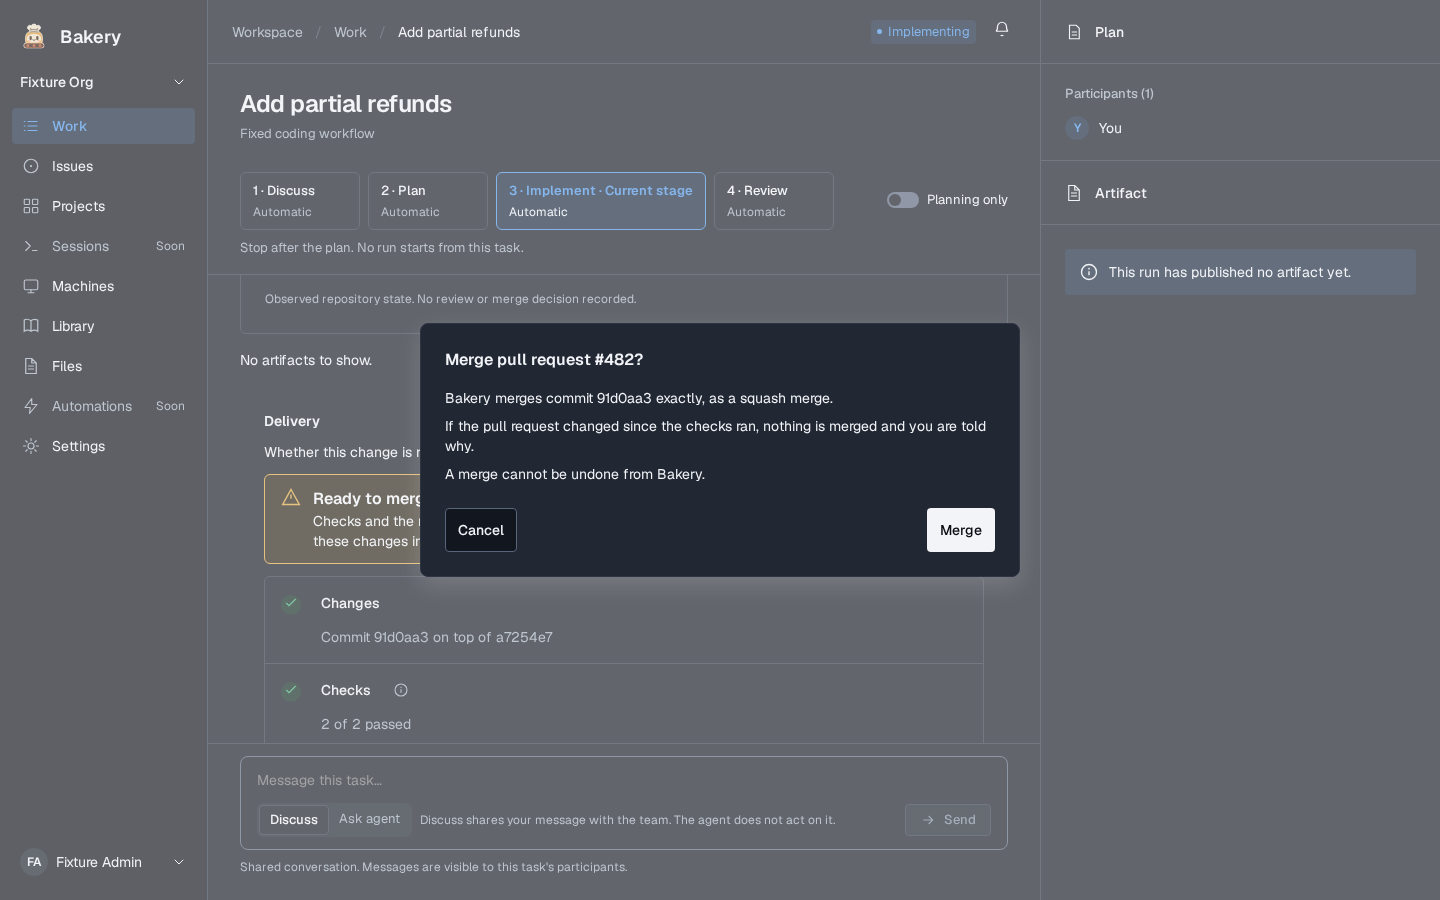 Bakery
Fixture Org
Work
Issues
Projects
Sessions Soon
Machines
Library
Files
Automations Soon
Settings
FA Fixture Admin
Workspace / Work / Add partial refunds
Implementing
Add partial refunds
Fixed coding workflow
1 · Discuss
Automatic
2 · Plan
Automatic
3 · Implement · Current stage
Automatic
4 · Review
Automatic
Planning only
Stop after the plan. No run starts from this task.
Observed repository state. No review or merge decision recorded.
No artifacts to show.
Delivery
Whether this change is
Ready to
Checks and the
these changes
Merge pull request #482?
Bakery merges commit 91d0aa3 exactly, as a squash merge.
If the pull request changed since the checks ran, nothing is merged and you are told
why.
A merge cannot be undone from Bakery.
Cancel
Merge
Changes
Commit 91d0aa3 on top of a7254e7
Checks
2 of 2 passed
Message this task...
Discuss Ask agent Discuss shares your message with the team. The agent does not act on it.
Send
Shared conversation. Messages are visible to this task's participants.
Plan
Participants (1)
Y You
Artifact
This run has published no artifact yet.